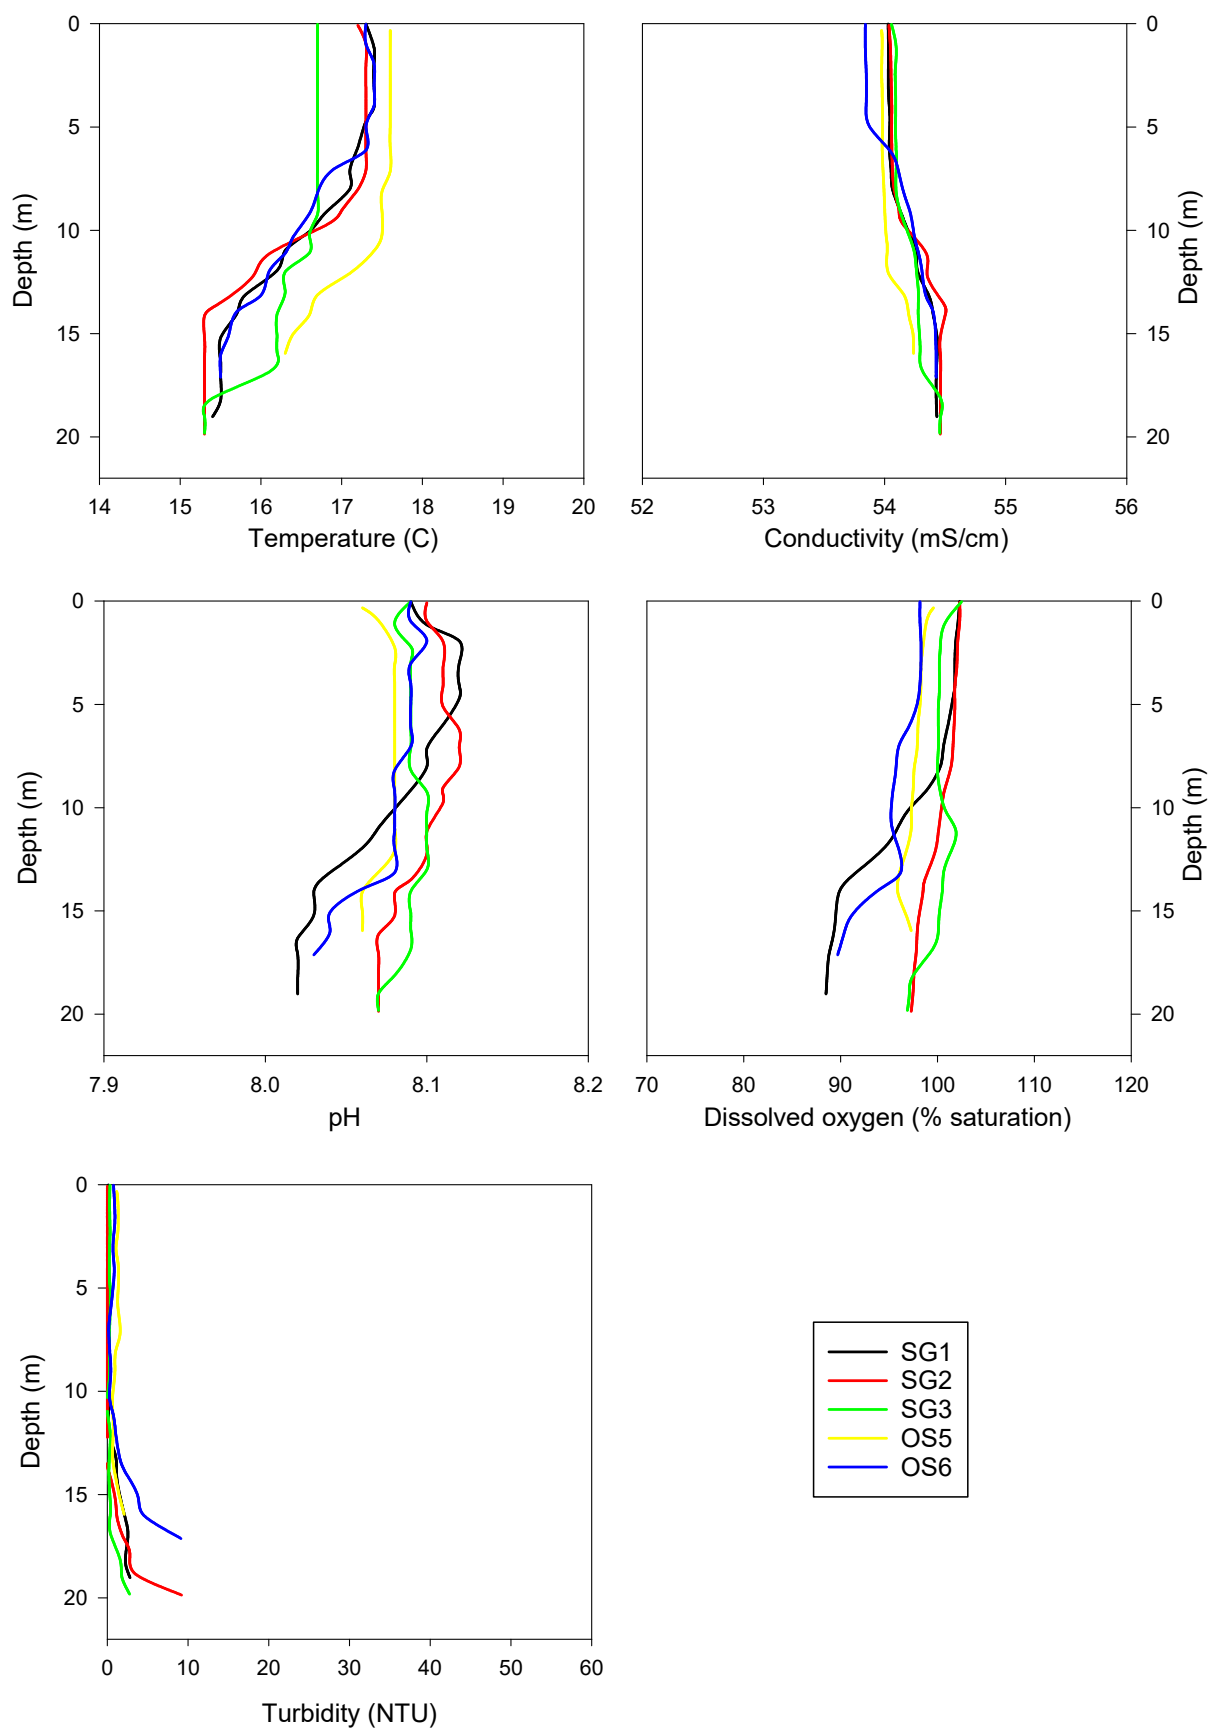 0
5
10
15
20
Depth (m)
14 15 16 17 18 19 20
Temperature (C)
0
5
10
15
20
Depth (m)
52 53 54 55 56
Conductivity (mS/cm)
0
5
10
15
20
Depth (m)
7.9 8.0 8.1 8.2
pH
0
5
10
15
20
Depth (m)
70 80 90 100 110 120
Dissolved oxygen (% saturation)
0
5
10
15
20
Depth (m)
0 10 20 30 40 50 60
Turbidity (NTU)
SG1
SG2
SG3
OS5
OS6